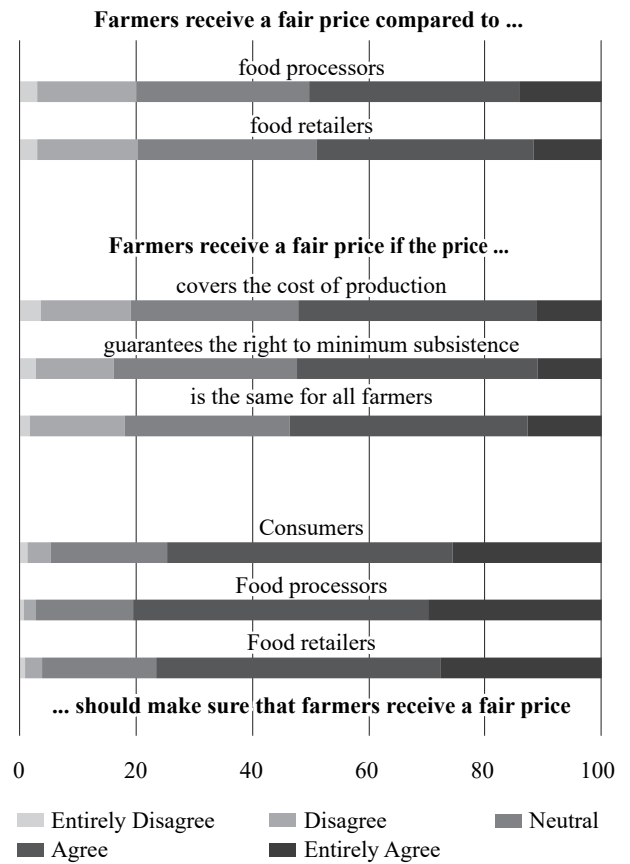 Farmers receive a fair price compared to ...
food processors
food retailers
Farmers receive a fair price if the price ...
covers the cost of production
guarantees the right to minimum subsistence
is the same for all farmers
Consumers
Food processors
Food retailers
... should make sure that farmers receive a fair price
0 20 40 60 80 100
Entirely Disagree Disagree Neutral
Agree Entirely Agree